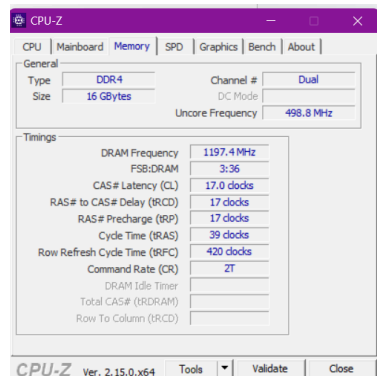 CPU-Z
CPU Mainboard Memory SPD Graphics Bench About
General
Type DDR4 Channel # Dual
Size 16 GBytes DC Mode
Uncore Frequency 498.8 MHz
Timings
DRAM Frequency 1197.4 MHz
FSB:DRAM 3:36
CAS# Latency (CL) 17.0 clocks
RAS# to CAS# Delay (tRCD) 17 clocks
RAS# Precharge (tRP) 17 clocks
Cycle Time (tRAS) 39 clocks
Row Refresh Cycle Time (tRFC) 420 clocks
Command Rate (CR) 2T
DRAM Idle Timer
Total CAS# (tRDRAM)
Row To Column (tRCD)
CPU-Z Ver. 2.15.0.x64 Tools Validate Close